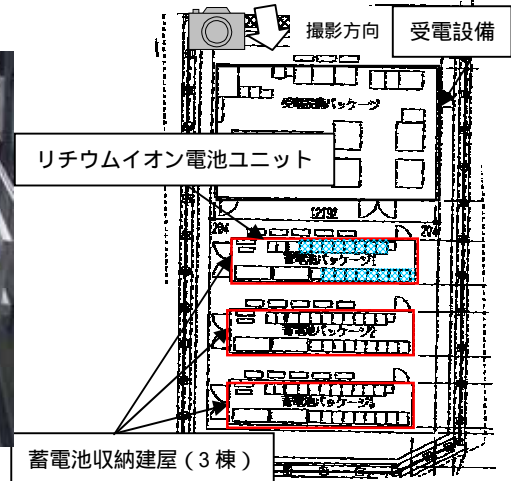 撮影方向
受電設備
受電設備パッケージ
リチウムイオン電池ユニット
12192
204
204
蓄電池パッケージ1
蓄電池パッケージ2
蓄電池パッケージ3
蓄電池収納建屋（3棟）